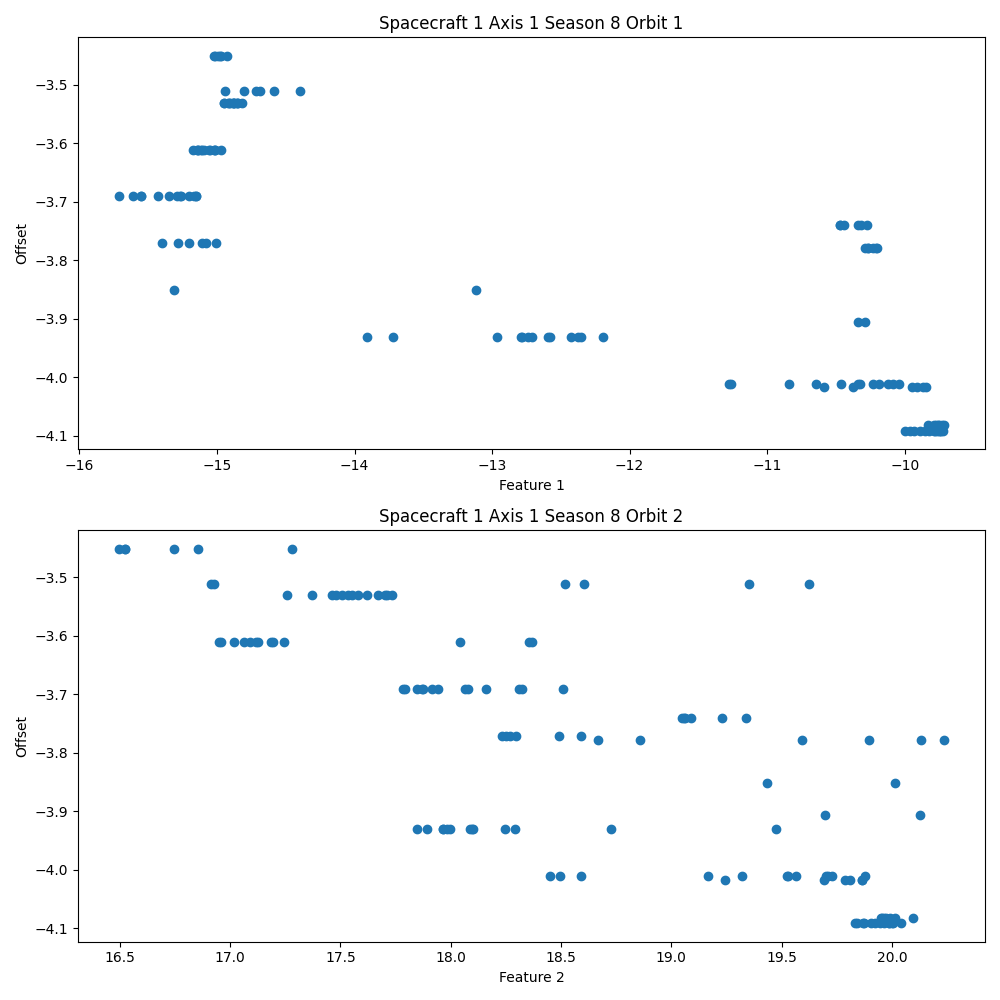 Spacecraft 1 Axis 1 Season 8 Orbit 1
−3.5
−3.6
−3.7
−3.8
−3.9
−4.0
−4.1
Offset
−16 −15 −14 −13 −12 −11 −10
Feature 1
Spacecraft 1 Axis 1 Season 8 Orbit 2
−3.5
−3.6
−3.7
−3.8
−3.9
−4.0
−4.1
Offset
16.5 17.0 17.5 18.0 18.5 19.0 19.5 20.0
Feature 2